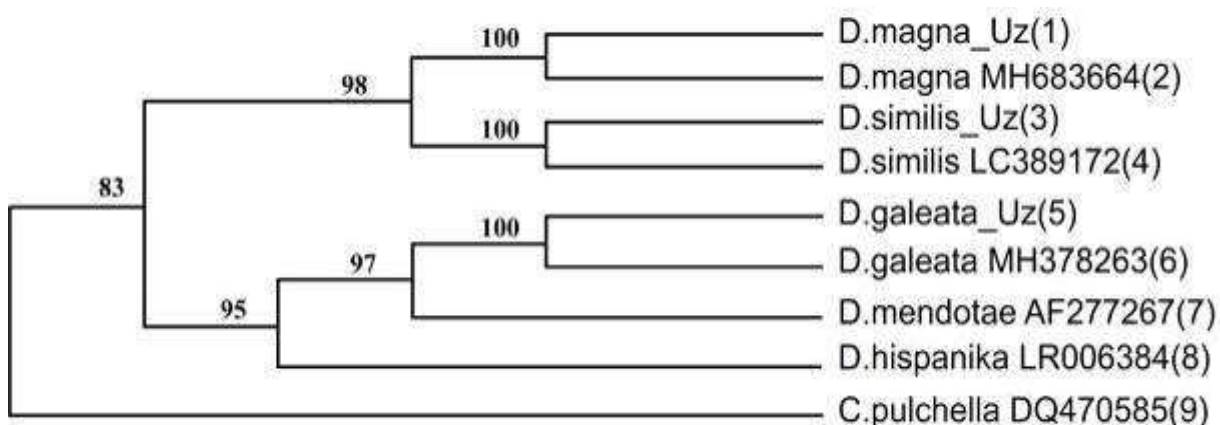 100
D.magna_Uz(1)
D.magna MH683664(2)
98
100
D.similis_Uz(3)
D.similis LC389172(4)
83
100
D.galeata_Uz(5)
D.galeata MH378263(6)
97
D.mendotae AF277267(7)
95
D.hispanika LR006384(8)
C.pulchella DQ470585(9)